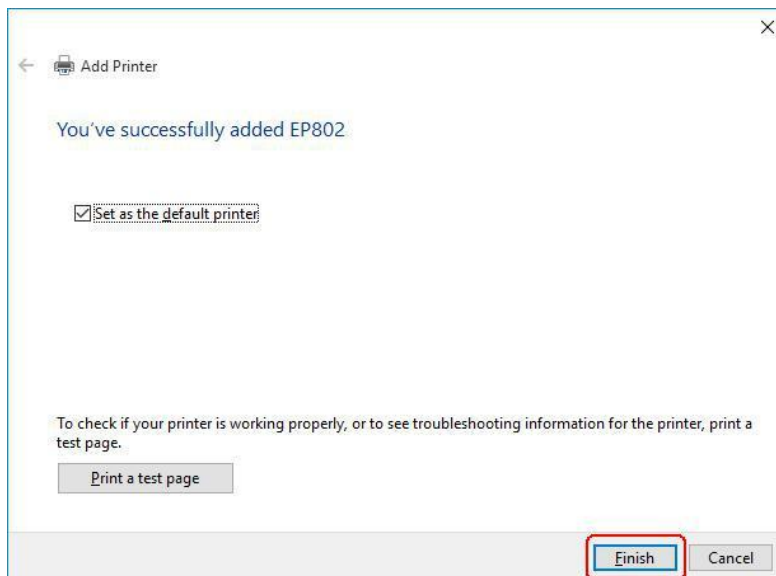 Add Printer
You've successfully added EP802
Set as the default printer
To check if your printer is working properly, or to see troubleshooting information for the printer, print a
test page.
Print a test page
Finish
Cancel